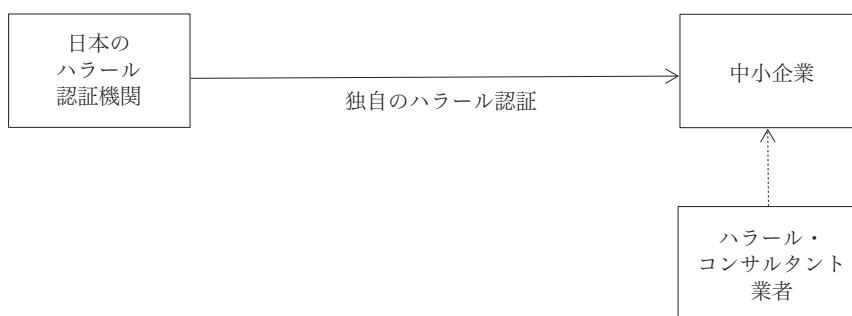 日本の
ハラール
認証機関
独自のハラール認証
中小企業
ハラール・
コンサルタント
業者